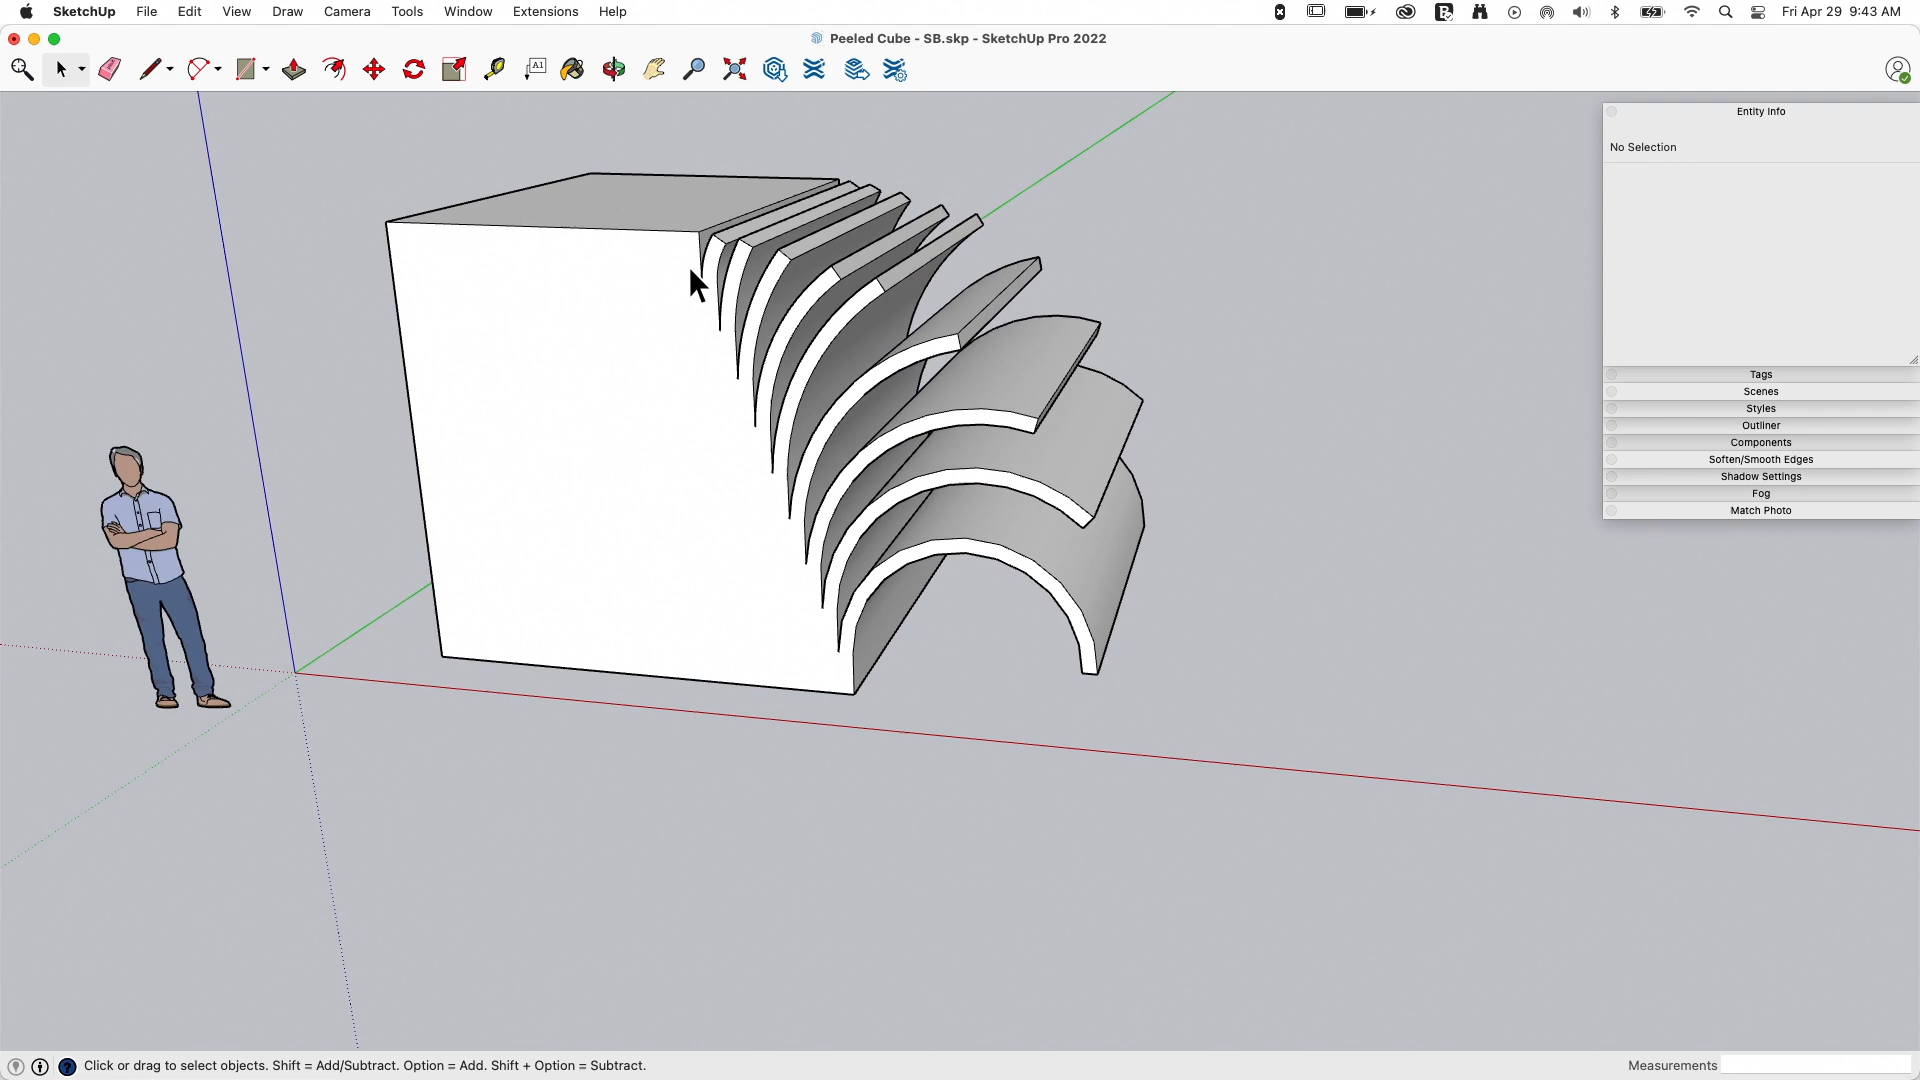 SketchUp File Edit View Draw Camera Tools Window Extensions Help Fri Apr 29 9:43 AM
Peeled Cube - SB.skp - SketchUp Pro 2022
A1
Entity Info
No Selection
Tags
Scenes
Styles
Outliner
Components
Soften/Smooth Edges
Shadow Settings
Fog
Match Photo
Click or drag to select objects. Shift = Add/Subtract. Option = Add. Shift + Option = Subtract. Measurements